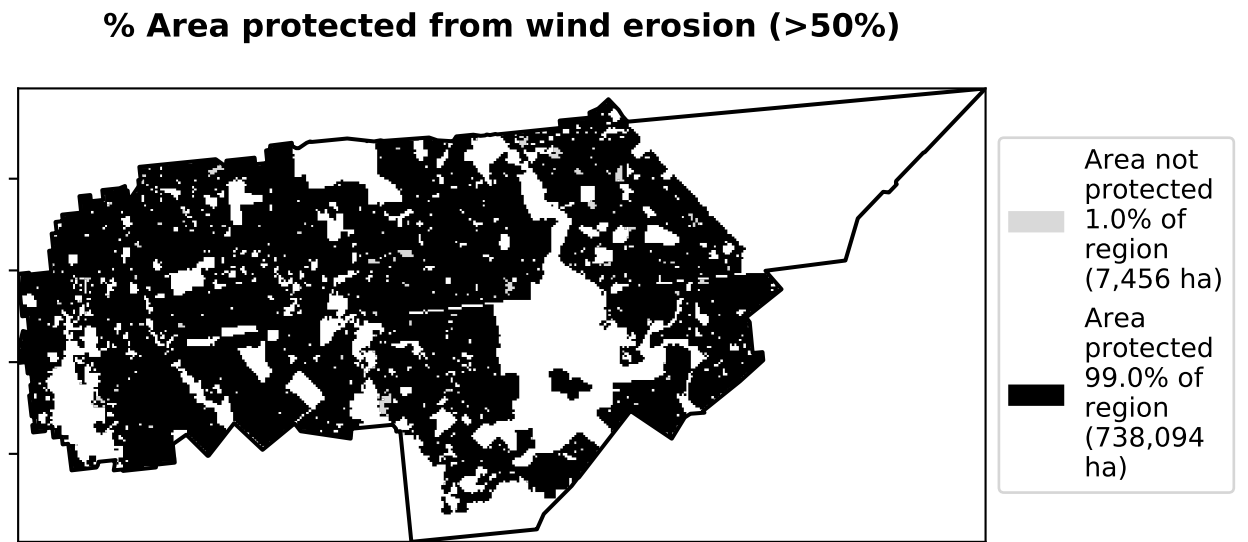 % Area protected from wind erosion (>50%)
Area not
protected
1.0% of
region
(7,456 ha)
Area
protected
99.0% of
region
(738,094
ha)